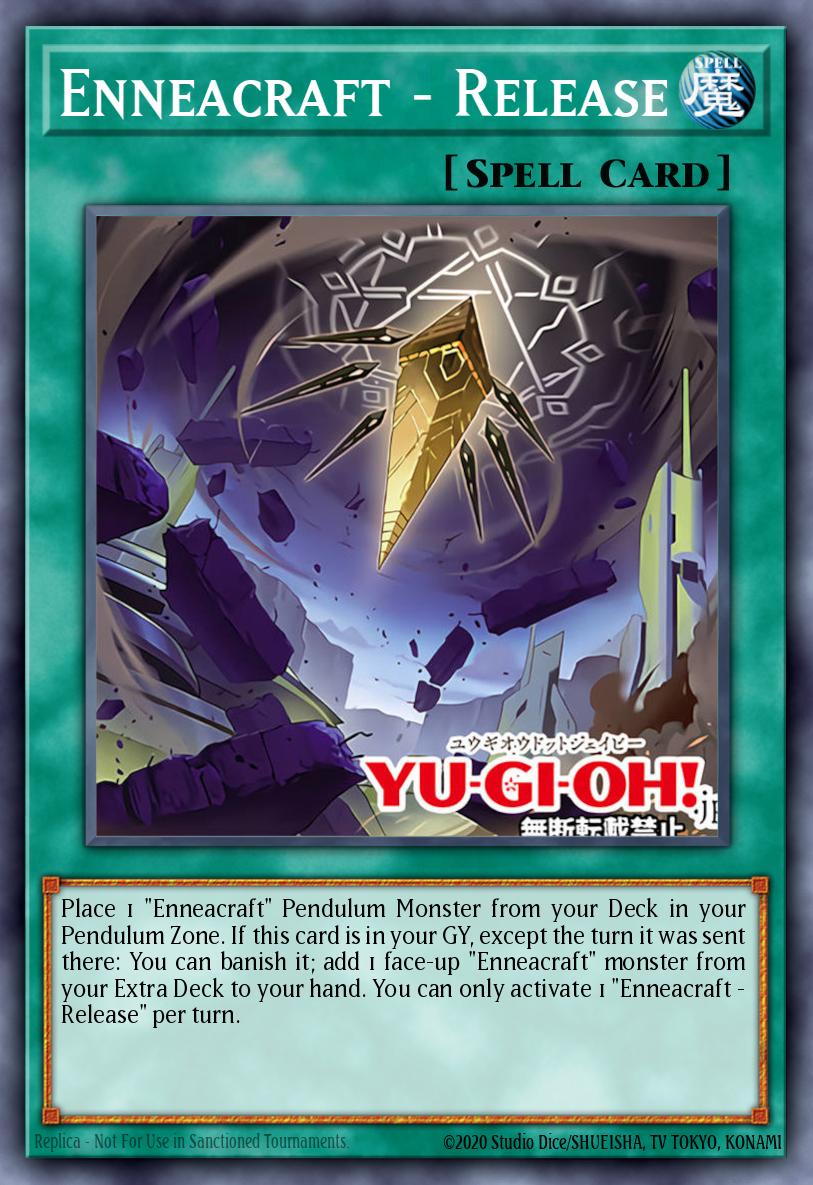 Enneacraft - Release
SPELL
魔
[Spell Card]
ユウギオウドットジェイピー
YU-GI-OH!
無断転載禁止
Place 1 "Enneacraft" Pendulum Monster from your Deck in your
Pendulum Zone. If this card is in your GY, except the turn it was sent
there: You can banish it; add 1 face-up "Enneacraft" monster from
your Extra Deck to your hand. You can only activate 1 "Enneacraft -
Release" per turn.
Replica - Not For Use in Sanctioned Tournaments.
©2020 Studio Dice/SHUEISHA, TV TOKYO, KONAMI